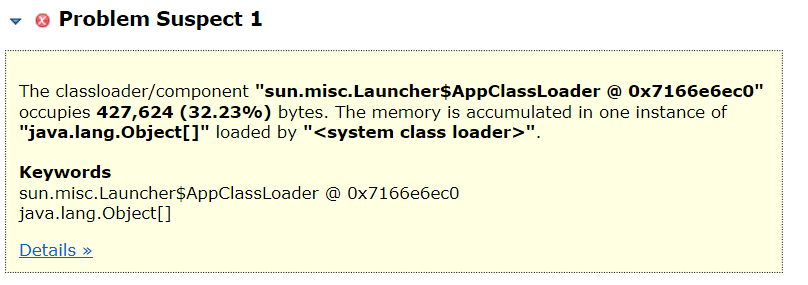 Problem Suspect 1
The classloader/component "sun.misc.Launcher$AppClassLoader @ 0x7166e6ec0"
occupies 427,624 (32.23%) bytes. The memory is accumulated in one instance of
"java.lang.Object[]" loaded by "<system class loader>".
Keywords
sun.misc.Launcher$AppClassLoader @ 0x7166e6ec0
java.lang.Object[]
Details »